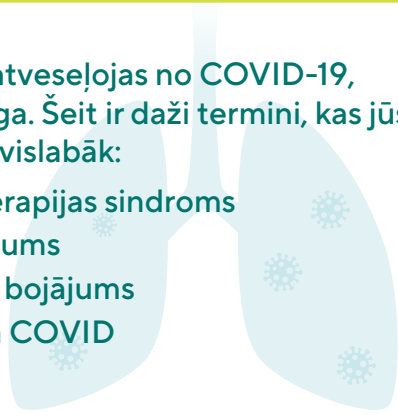 atveseļojas no COVID-19,
ga. Šeit ir daži termini, kas jūs
vislabāk:
erapijas sindroms
ums
bojājums
COVID